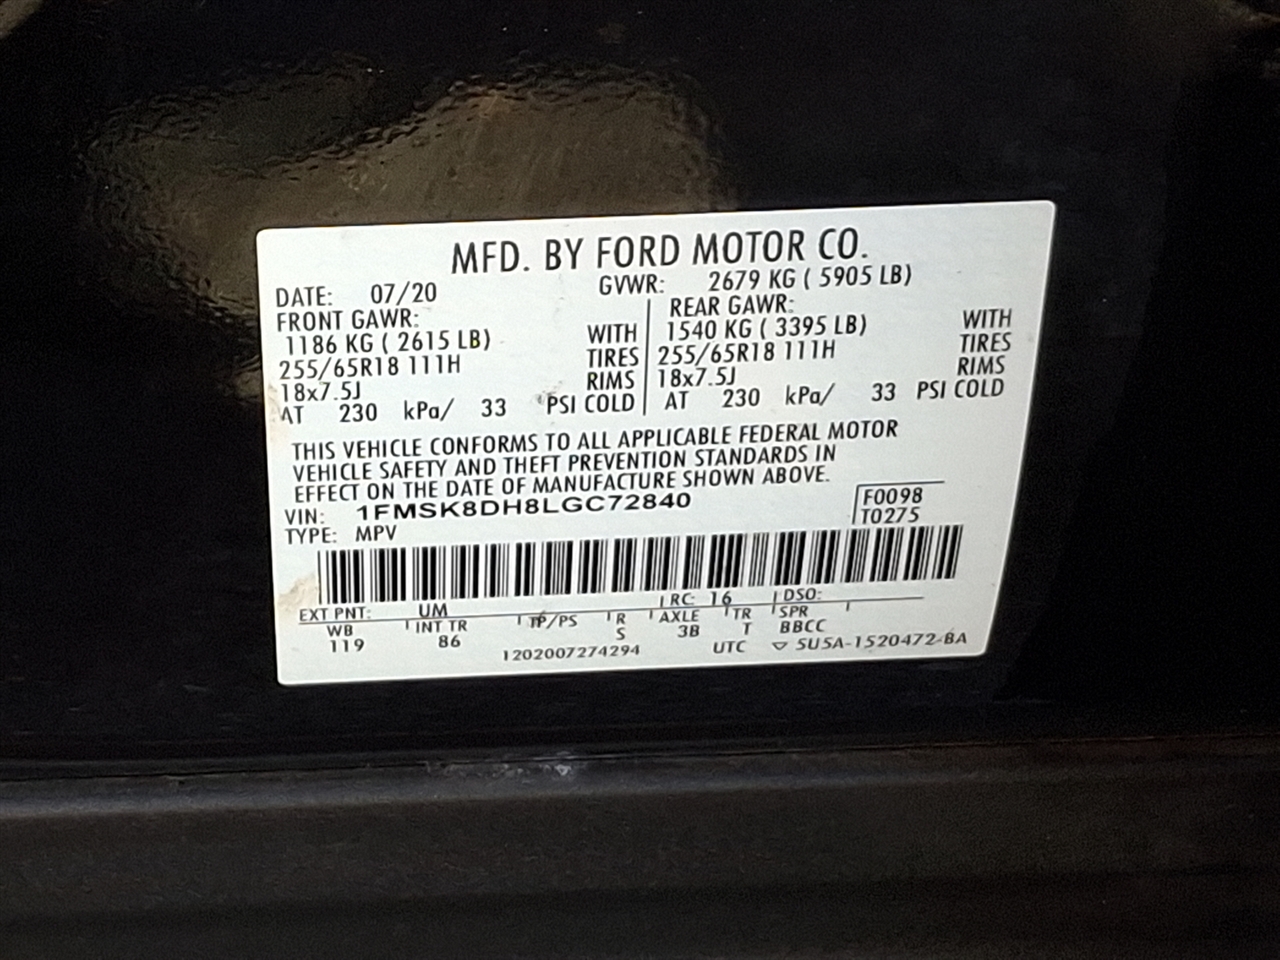 MFD. BY FORD MOTOR CO.
DATE: 07/20 GVWR: 2679 KG ( 5905 LB)
FRONT GAWR: REAR GAWR:
1186 KG ( 2615 LB) WITH 1540 KG ( 3395 LB) WITH
255/65R18 111H TIRES 255/65R18 111H TIRES
18x7.5J RIMS 18x7.5J RIMS
AT 230 kPa/ 33 PSI COLD AT 230 kPa/ 33 PSI COLD
THIS VEHICLE CONFORMS TO ALL APPLICABLE FEDERAL MOTOR
VEHICLE SAFETY AND THEFT PREVENTION STANDARDS IN
EFFECT ON THE DATE OF MANUFACTURE SHOWN ABOVE.
VIN: 1FMSK8DH8LGC72840 F0098
TYPE: MPV T0275
EXT PNT: UM RC: 16 DSO:
WB INT TR TP/PS R AXLE TR SPR
119 86 S 3B T BBCC
1202007274294 UTC ▽ 5U5A-1520472-BA